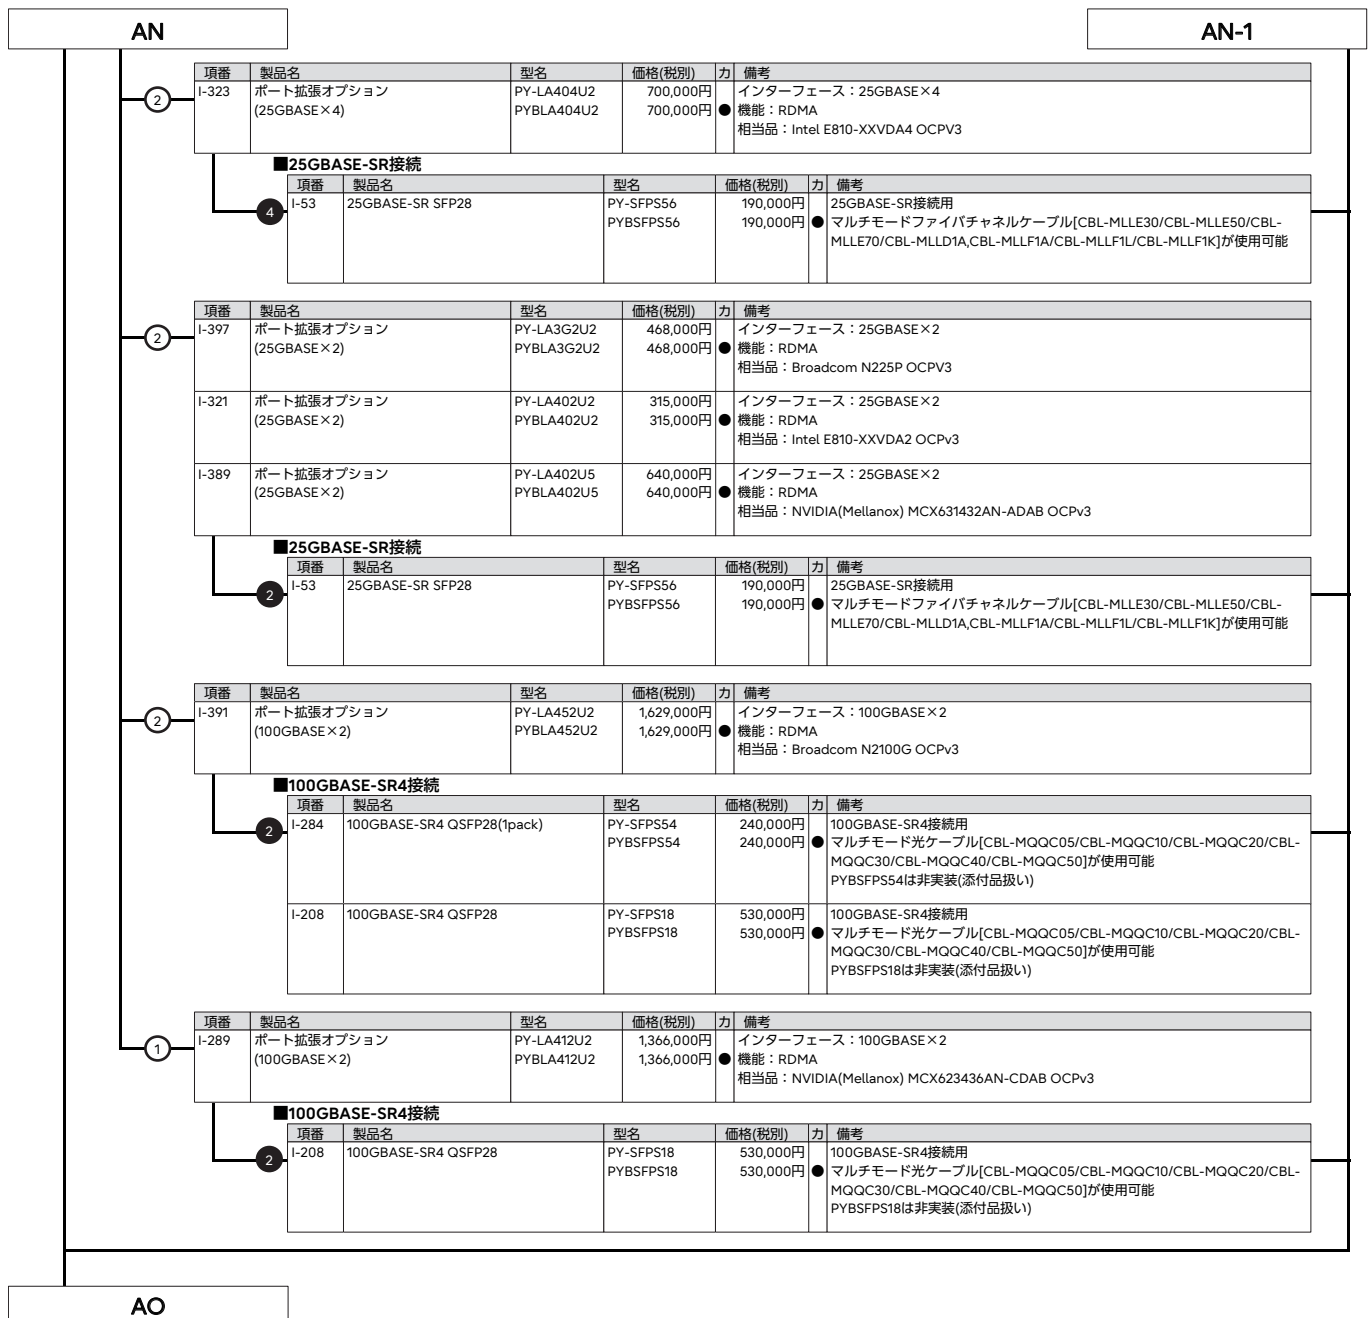 AN
AN-1
項番 製品名 型名 価格(税別) カ 備考
2
I-323 ポート拡張オプション PY-LA404U2 700,000円 インターフェース：25GBASE×4
(25GBASE×4) PYBLA404U2 700,000円 ● 機能：RDMA
相当品：Intel E810-XXVDA4 OCPV3
■25GBASE-SR接続
項番 製品名 型名 価格(税別) カ 備考
4
I-53 25GBASE-SR SFP28 PY-SFPS56 190,000円 25GBASE-SR接続用
PYBSFPS56 190,000円 ● マルチモードファイバチャネルケーブル[CBL-MLLE30/CBL-MLLE50/CBL-
MLLE70/CBL-MLLD1A,CBL-MLLF1A/CBL-MLLF1L/CBL-MLLF1K]が使用可能
項番 製品名 型名 価格(税別) カ 備考
2
I-397 ポート拡張オプション PY-LA3G2U2 468,000円 インターフェース：25GBASE×2
(25GBASE×2) PYBLA3G2U2 468,000円 ● 機能：RDMA
相当品：Broadcom N225P OCPV3
I-321 ポート拡張オプション PY-LA402U2 315,000円 インターフェース：25GBASE×2
(25GBASE×2) PYBLA402U2 315,000円 ● 機能：RDMA
相当品：Intel E810-XXVDA2 OCPv3
I-389 ポート拡張オプション PY-LA402U5 640,000円 インターフェース：25GBASE×2
(25GBASE×2) PYBLA402U5 640,000円 ● 機能：RDMA
相当品：NVIDIA(Mellanox) MCX631432AN-ADAB OCPv3
■25GBASE-SR接続
項番 製品名 型名 価格(税別) カ 備考
2
I-53 25GBASE-SR SFP28 PY-SFPS56 190,000円 25GBASE-SR接続用
PYBSFPS56 190,000円 ● マルチモードファイバチャネルケーブル[CBL-MLLE30/CBL-MLLE50/CBL-
MLLE70/CBL-MLLD1A,CBL-MLLF1A/CBL-MLLF1L/CBL-MLLF1K]が使用可能
項番 製品名 型名 価格(税別) カ 備考
2
I-391 ポート拡張オプション PY-LA452U2 1,629,000円 インターフェース：100GBASE×2
(100GBASE×2) PYBLA452U2 1,629,000円 ● 機能：RDMA
相当品：Broadcom N2100G OCPv3
■100GBASE-SR4接続
項番 製品名 型名 価格(税別) カ 備考
2
I-284 100GBASE-SR4 QSFP28(1pack) PY-SFPS54 240,000円 100GBASE-SR4接続用
PYBSFPS54 240,000円 ● マルチモード光ケーブル[CBL-MQQC05/CBL-MQQC10/CBL-MQQC20/CBL-
MQQC30/CBL-MQQC40/CBL-MQQC50]が使用可能
PYBSFPS54は非実装(添付品扱い)
I-208 100GBASE-SR4 QSFP28 PY-SFPS18 530,000円 100GBASE-SR4接続用
PYBSFPS18 530,000円 ● マルチモード光ケーブル[CBL-MQQC05/CBL-MQQC10/CBL-MQQC20/CBL-
MQQC30/CBL-MQQC40/CBL-MQQC50]が使用可能
PYBSFPS18は非実装(添付品扱い)
項番 製品名 型名 価格(税別) カ 備考
1
I-289 ポート拡張オプション PY-LA412U2 1,366,000円 インターフェース：100GBASE×2
(100GBASE×2) PYBLA412U2 1,366,000円 ● 機能：RDMA
相当品：NVIDIA(Mellanox) MCX623436AN-CDAB OCPv3
■100GBASE-SR4接続
項番 製品名 型名 価格(税別) カ 備考
2
I-208 100GBASE-SR4 QSFP28 PY-SFPS18 530,000円 100GBASE-SR4接続用
PYBSFPS18 530,000円 ● マルチモード光ケーブル[CBL-MQQC05/CBL-MQQC10/CBL-MQQC20/CBL-
MQQC30/CBL-MQQC40/CBL-MQQC50]が使用可能
PYBSFPS18は非実装(添付品扱い)
AO